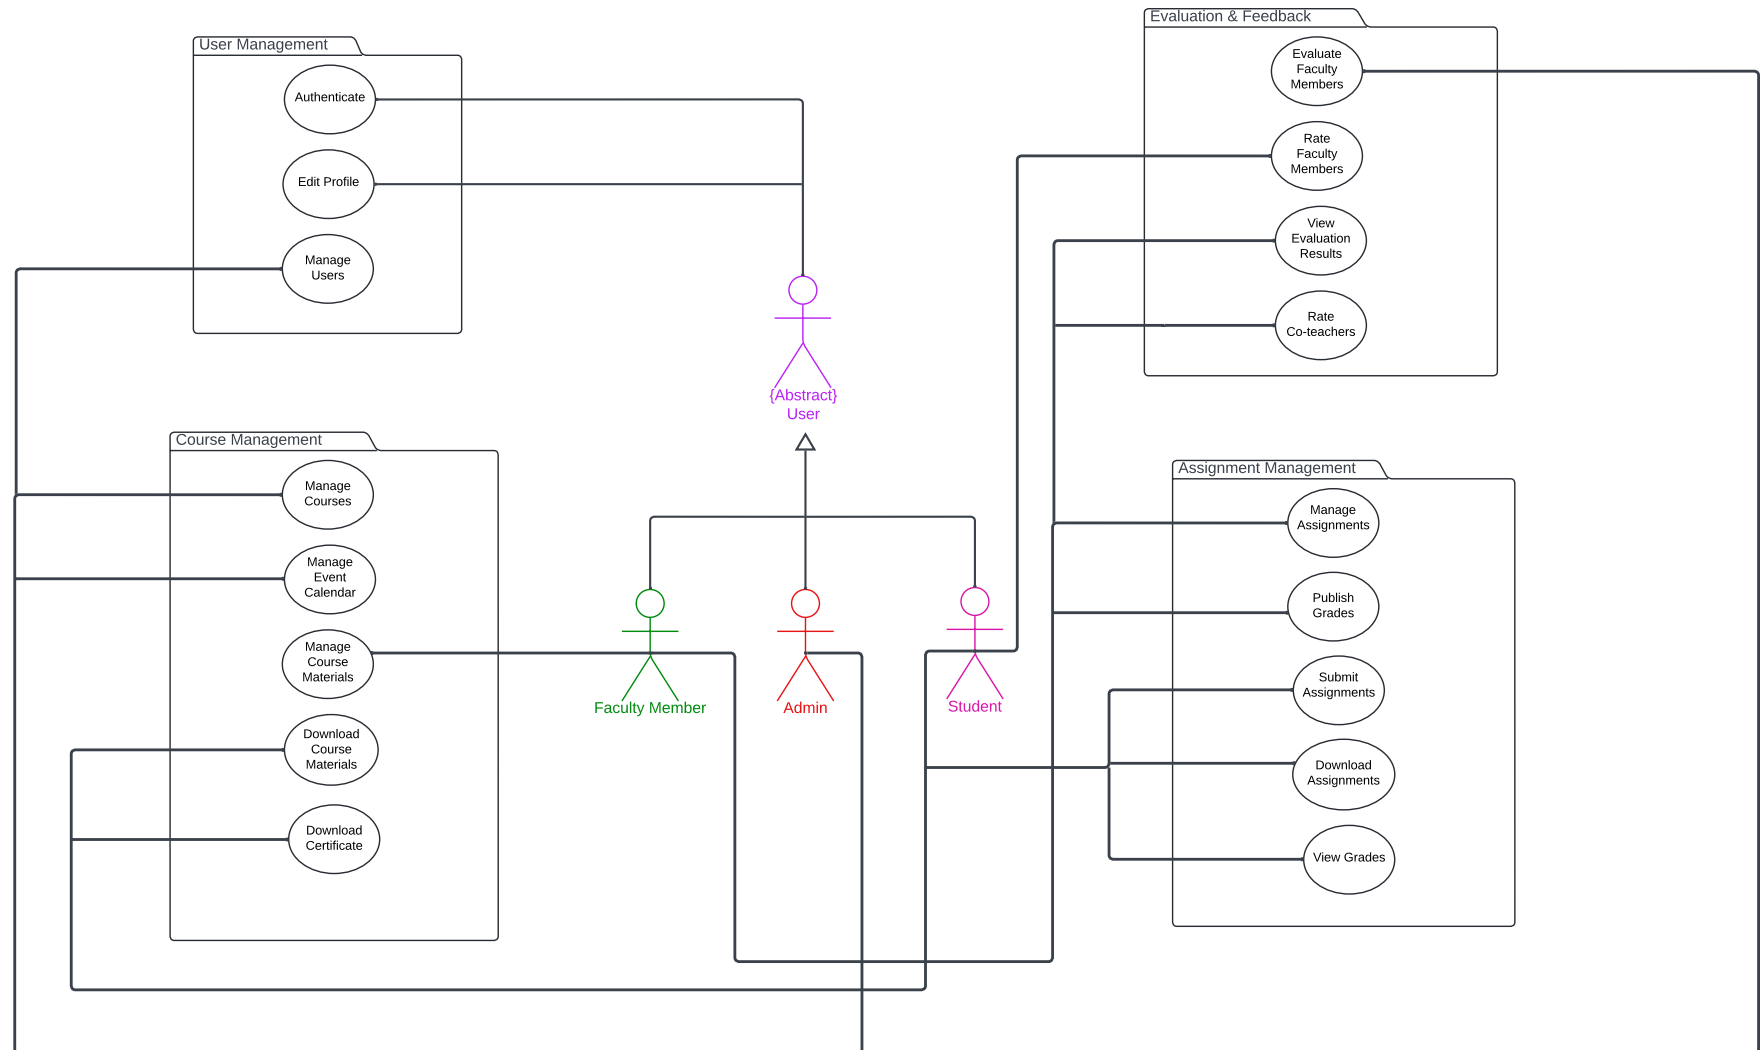 User Management
Authenticate
Edit Profile
Manage
Users
Evaluation & Feedback
Evaluate
Faculty
Members
Rate
Faculty
Members
View
Evaluation
Results
Rate
Co-teachers
{Abstract}
User
Course Management
Manage
Courses
Manage
Event
Calendar
Manage
Course
Materials
Download
Course
Materials
Download
Certificate
Faculty Member
Admin
Student
Assignment Management
Manage
Assignments
Publish
Grades
Submit
Assignments
Download
Assignments
View Grades